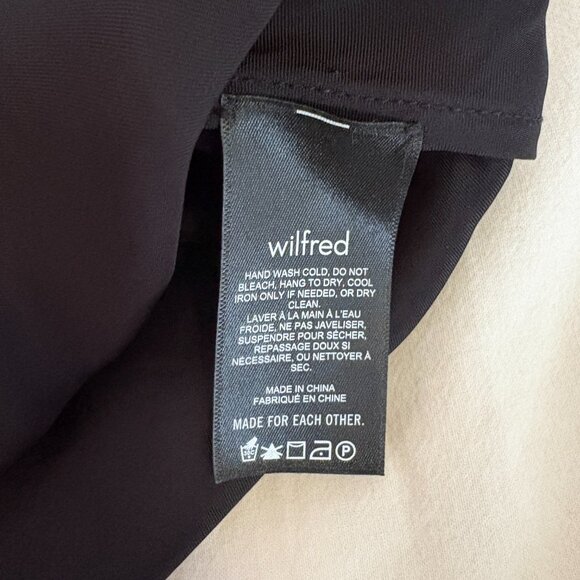 wilfred
HAND WASH COLD, DO NOT
BLEACH, HANG TO DRY, COOL
IRON ONLY IF NEEDED, OR DRY
CLEAN.
LAVER À LA MAIN À L'EAU
FROIDE, NE PAS JAVELISER,
SUSPENDRE POUR SÉCHER,
REPASSAGE DOUX SI
NÉCESSAIRE, OU NETTOYER À
SEC.
MADE IN CHINA
FABRIQUÉ EN CHINE
MADE FOR EACH OTHER.
P